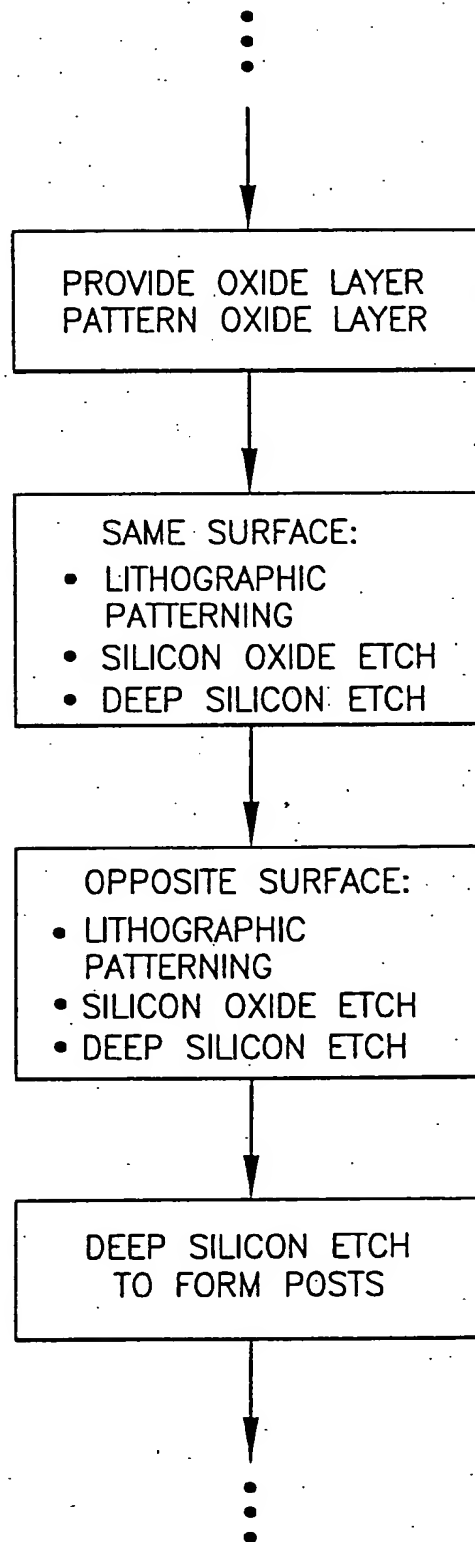 PROVIDE OXIDE LAYER
PATTERN OXIDE LAYER
SAME SURFACE:
• LITHOGRAPHIC
PATTERNING
• SILICON OXIDE ETCH
• DEEP SILICON ETCH
OPPOSITE SURFACE:
• LITHOGRAPHIC
PATTERNING
• SILICON OXIDE ETCH
• DEEP SILICON ETCH
DEEP SILICON ETCH
TO FORM POSTS